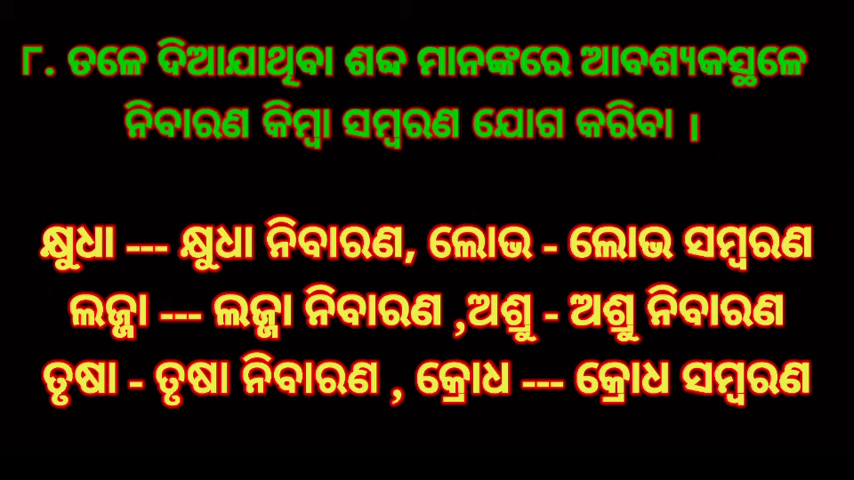 ୮. ତଳେ ଦିଆଯାଥିବା ଶବ୍ଦ ମାନଙ୍କରେ ଆବଶ୍ୟକସ୍ଥଳେ
ନିବାରଣ କିମ୍ବା ସମ୍ବରଣ ଯୋଗ କରିବା ।
କ୍ଷୁଧା --- କ୍ଷୁଧା ନିବାରଣ, ଲୋଭ - ଲୋଭ ସମ୍ବରଣ
ଲଜ୍ଜା --- ଲଜ୍ଜା ନିବାରଣ ,ଅଶ୍ରୁ - ଅଶ୍ରୁ ନିବାରଣ
ତୃଷା - ତୃଷା ନିବାରଣ , କ୍ରୋଧ --- କ୍ରୋଧ ସମ୍ବରଣ